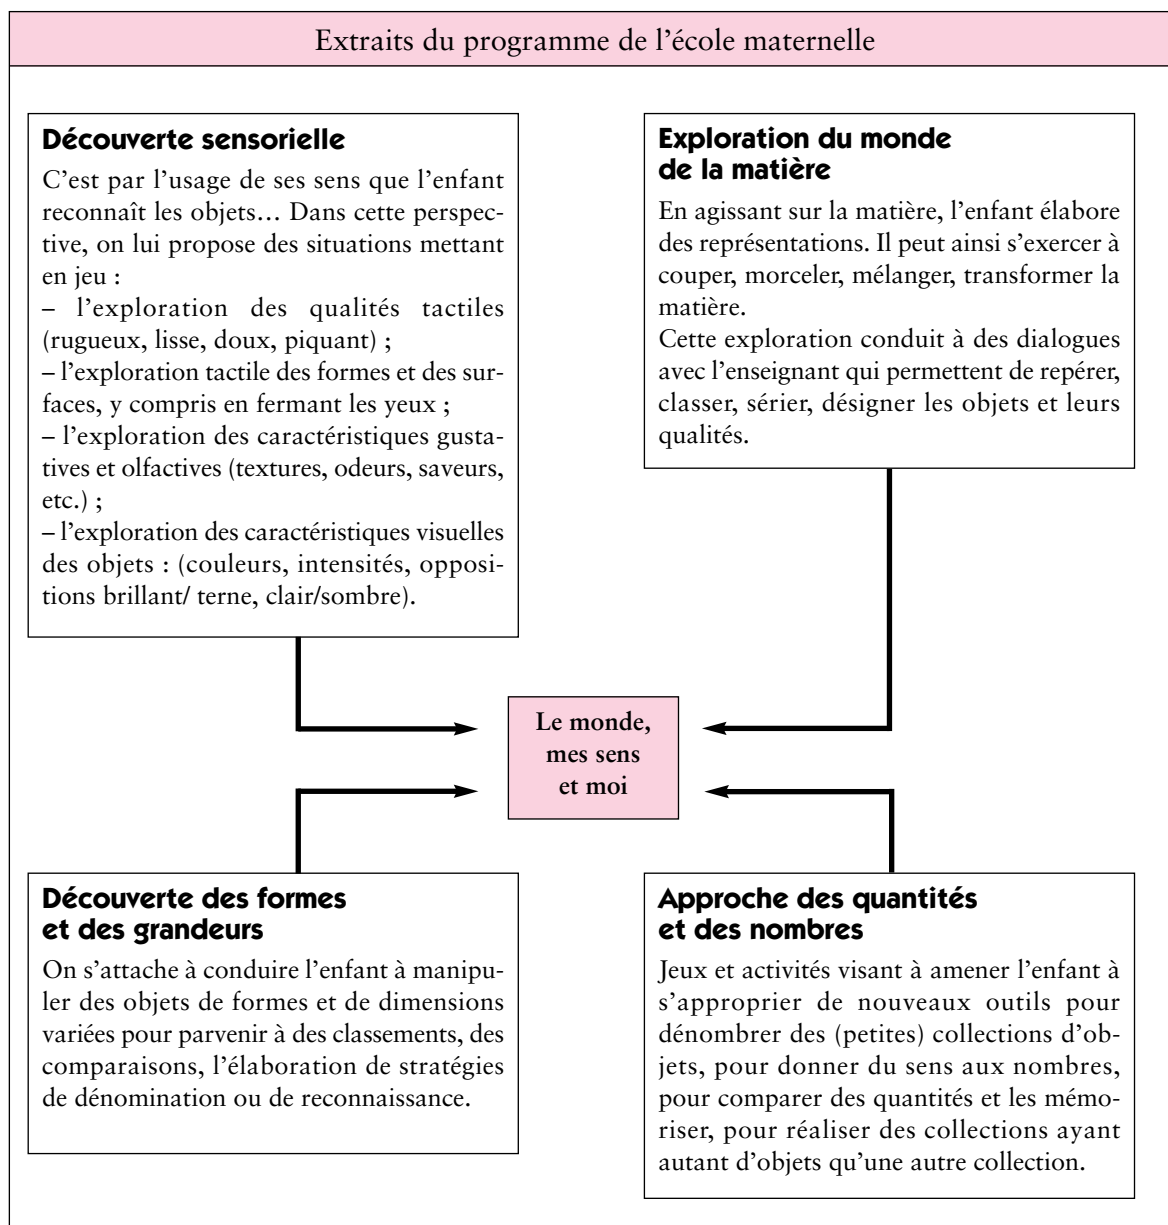 Extraits du programme de l'école maternelle
Découverte sensorielle
C'est par l'usage de ses sens que l'enfant
reconnaît les objets… Dans cette perspec-
tive, on lui propose des situations mettant
en jeu :
– l'exploration des qualités tactiles
(rugueux, lisse, doux, piquant) ;
– l'exploration tactile des formes et des sur-
faces, y compris en fermant les yeux ;
– l'exploration des caractéristiques gusta-
tives et olfactives (textures, odeurs, saveurs,
etc.) ;
– l'exploration des caractéristiques visuelles
des objets : (couleurs, intensités, opposi-
tions brillant/ terne, clair/sombre).
Exploration du monde
de la matière
En agissant sur la matière, l'enfant élabore
des représentations. Il peut ainsi s'exercer à
couper, morceler, mélanger, transformer la
matière.
Cette exploration conduit à des dialogues
avec l'enseignant qui permettent de repérer,
classer, sérier, désigner les objets et leurs
qualités.
Le monde,
mes sens
et moi
Découverte des formes
et des grandeurs
On s'attache à conduire l'enfant à manipu-
ler des objets de formes et de dimensions
variées pour parvenir à des classements, des
comparaisons, l'élaboration de stratégies
de dénomination ou de reconnaissance.
Approche des quantités
et des nombres
Jeux et activités visant à amener l'enfant à
s'approprier de nouveaux outils pour
dénombrer des (petites) collections d'ob-
jets, pour donner du sens aux nombres,
pour comparer des quantités et les mémo-
riser, pour réaliser des collections ayant
autant d'objets qu'une autre collection.